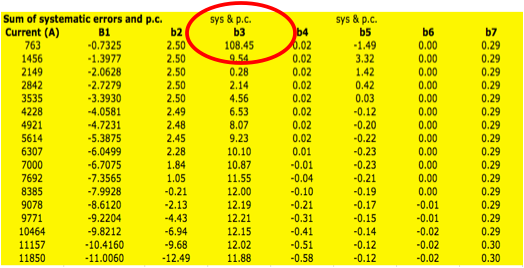 Sum of systematic errors and p.c. sys & p.c. sys & p.c.
Current (A) B1 b2 b3 b4 b5 b6 b7
763 -0.7325 2.50 108.45 0.02 -1.49 0.00 0.29
1456 -1.3977 2.50 9.54 0.02 3.32 0.00 0.29
2149 -2.0628 2.50 0.28 0.02 1.42 0.00 0.29
2842 -2.7279 2.50 2.14 0.02 0.42 0.00 0.29
3535 -3.3930 2.50 4.56 0.02 0.03 0.00 0.29
4228 -4.0581 2.49 6.53 0.02 -0.12 0.00 0.29
4921 -4.7231 2.48 8.07 0.02 -0.20 0.00 0.29
5614 -5.3875 2.45 9.23 0.02 -0.22 0.00 0.29
6307 -6.0499 2.28 10.10 0.01 -0.23 0.00 0.29
7000 -6.7075 1.84 10.87 -0.01 -0.23 0.00 0.29
7692 -7.3565 1.05 11.55 -0.04 -0.21 0.00 0.29
8385 -7.9928 -0.21 12.00 -0.10 -0.19 0.00 0.29
9078 -8.6120 -2.13 12.19 -0.21 -0.17 -0.01 0.29
9771 -9.2204 -4.43 12.21 -0.31 -0.15 -0.01 0.29
10464 -9.8212 -6.94 12.15 -0.41 -0.14 -0.02 0.29
11157 -10.4160 -9.68 12.02 -0.51 -0.12 -0.02 0.30
11850 -11.0060 -12.49 11.88 -0.58 -0.12 -0.02 0.30